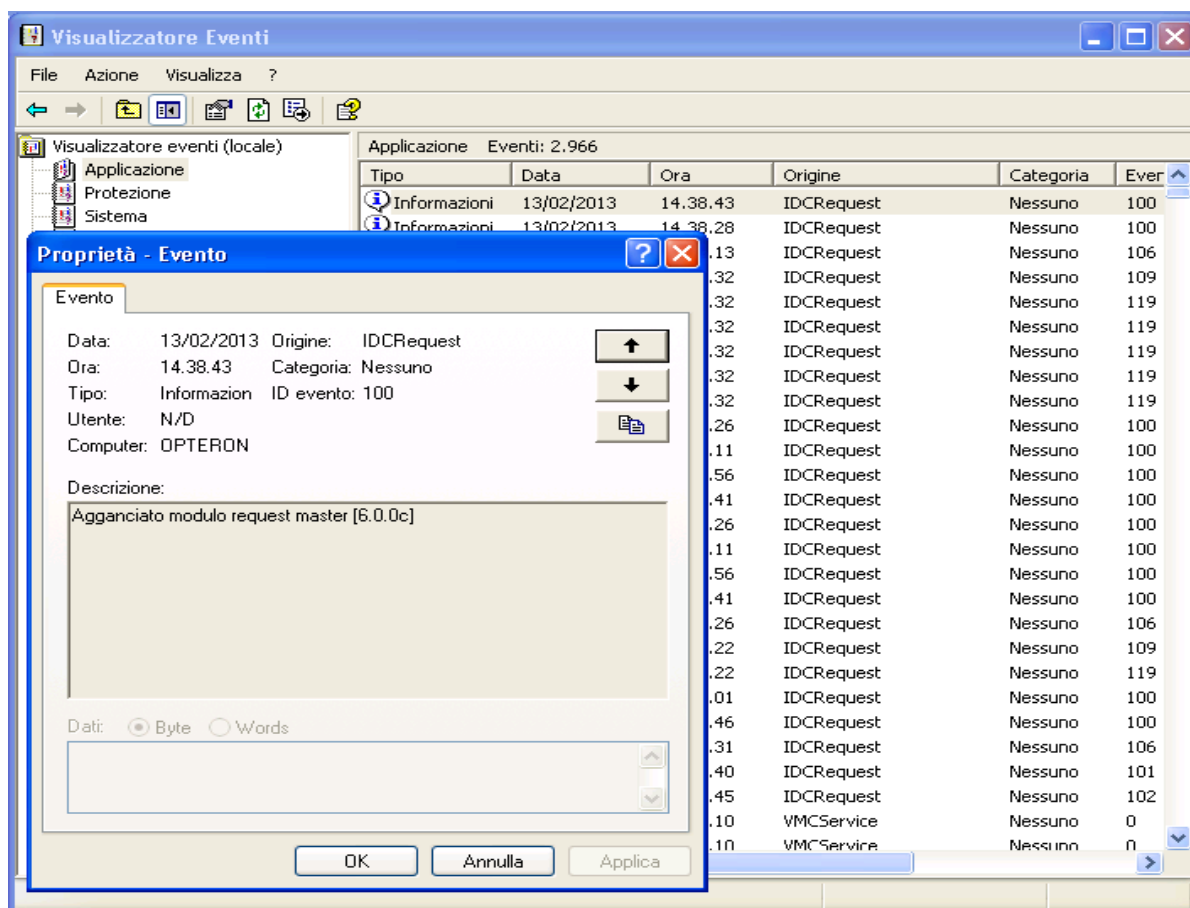 Visualizzatore Eventi
File Azione Visualizza ?
Visualizzatore eventi (locale)
Applicazione
Protezione
Sistema
Applicazione Eventi: 2.966
Tipo Data Ora Origine Categoria Ever
Informazioni 13/02/2013 14.38.43 IDCRequest Nessuno 100
Informazioni 13/02/2013 14.38.28 IDCRequest Nessuno 100
.13 IDCRequest Nessuno 106
.32 IDCRequest Nessuno 109
.32 IDCRequest Nessuno 119
.32 IDCRequest Nessuno 119
.32 IDCRequest Nessuno 119
.32 IDCRequest Nessuno 119
.32 IDCRequest Nessuno 119
.26 IDCRequest Nessuno 100
.11 IDCRequest Nessuno 100
.56 IDCRequest Nessuno 100
.41 IDCRequest Nessuno 100
.26 IDCRequest Nessuno 100
.11 IDCRequest Nessuno 100
.56 IDCRequest Nessuno 100
.41 IDCRequest Nessuno 100
.26 IDCRequest Nessuno 106
.22 IDCRequest Nessuno 109
.22 IDCRequest Nessuno 119
.01 IDCRequest Nessuno 100
.46 IDCRequest Nessuno 100
.31 IDCRequest Nessuno 106
.40 IDCRequest Nessuno 101
.45 IDCRequest Nessuno 102
.10 VMCService Nessuno 0
.10 VMCService Nessuno 0
Proprietà - Evento
Evento
Data: 13/02/2013 Origine: IDCRequest
Ora: 14.38.43 Categoria: Nessuno
Tipo: Informazion ID evento: 100
Utente: N/D
Computer: OPTERON
Descrizione:
Agganciato modulo request master [6.0.0c]
Dati: Byte Words
OK Annulla Applica